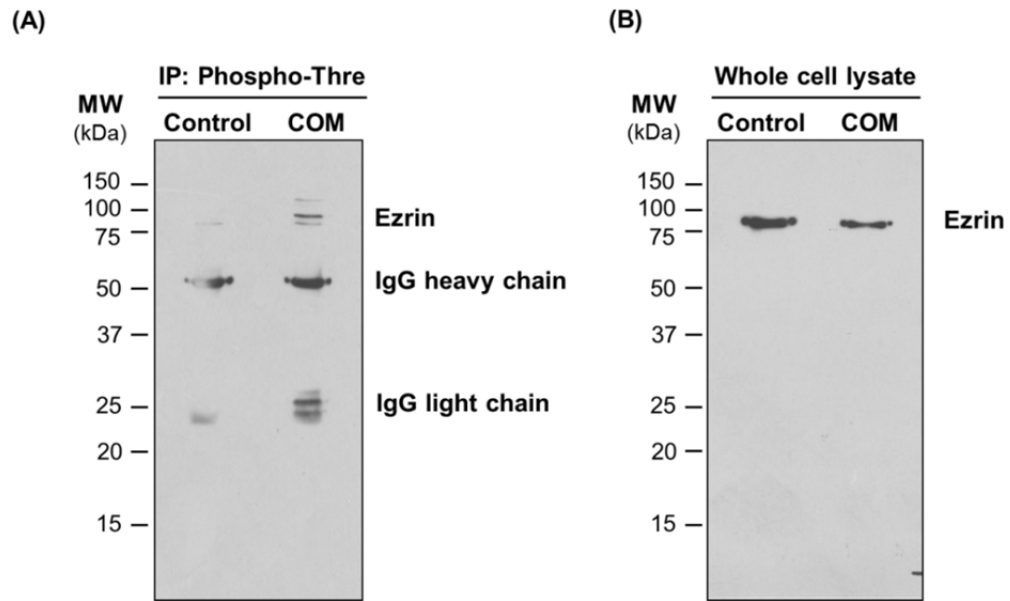 (A)
IP: Phospho-Thre
MW
(kDa)
Control COM
150
100
75
50
37
25
20
15
Ezrin
IgG heavy chain
IgG light chain
(B)
Whole cell lysate
MW
(kDa)
Control COM
150
100
75
50
37
25
20
15
Ezrin